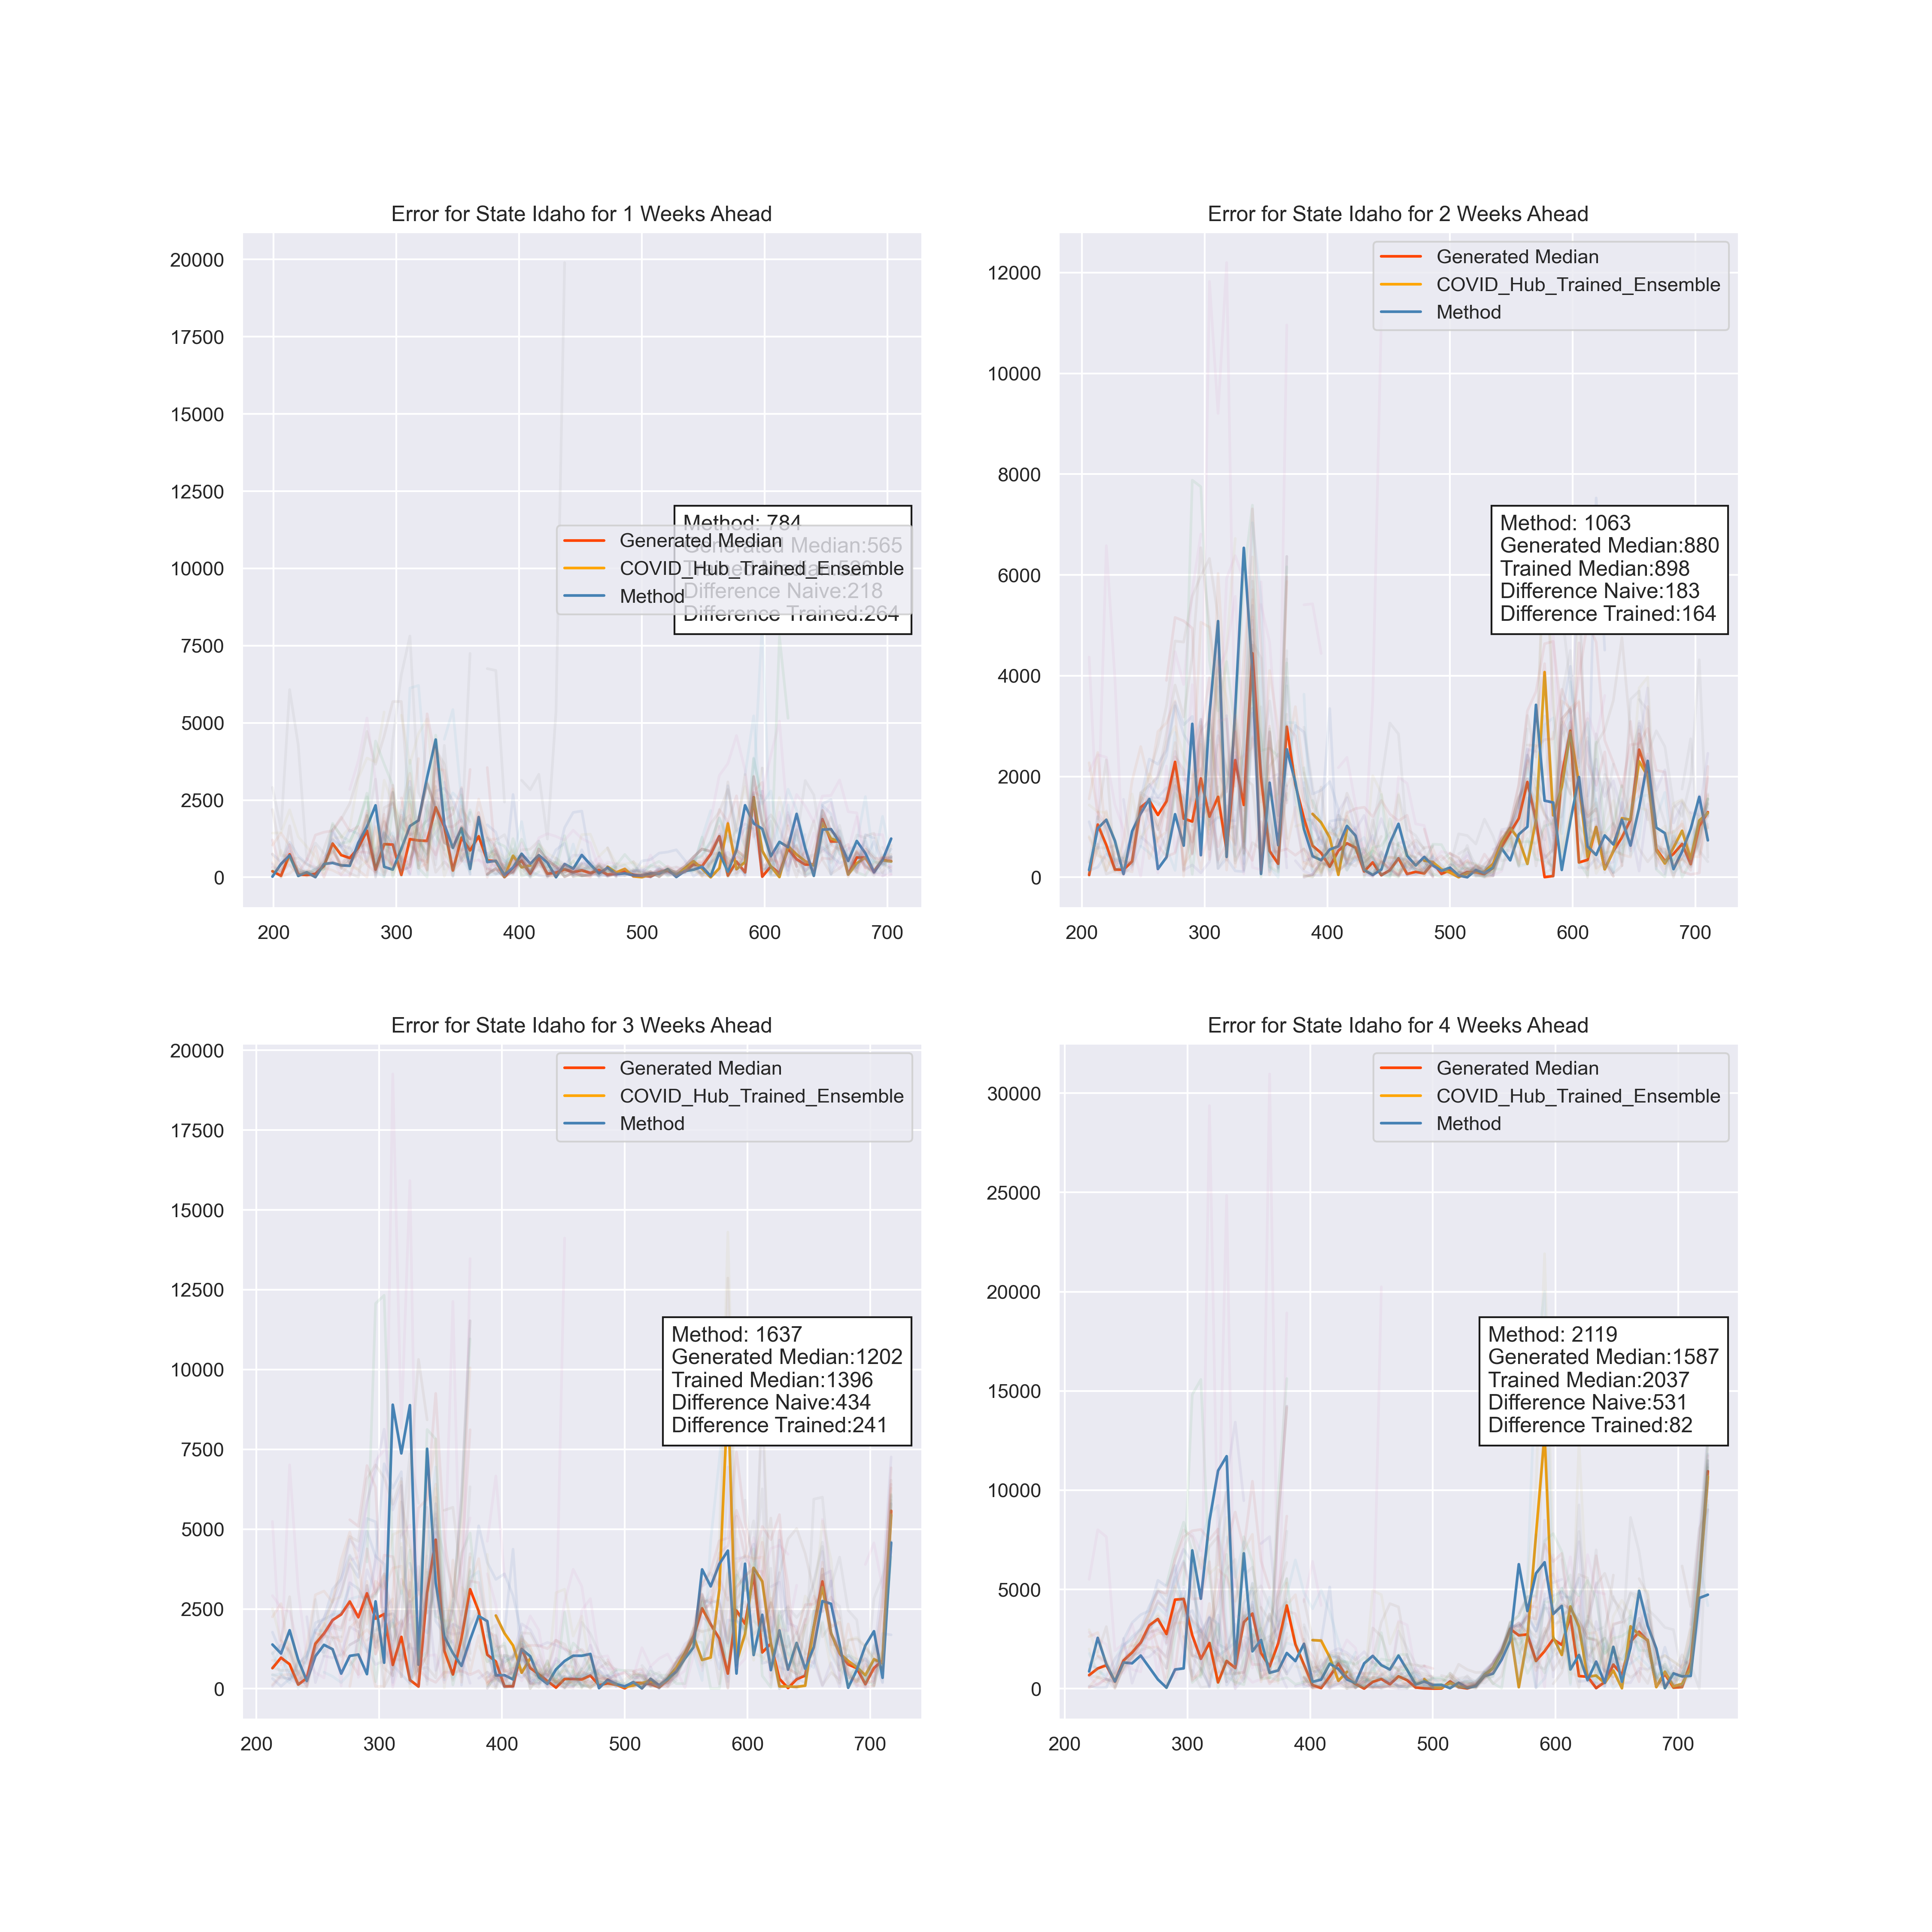 Error for State Idaho for 1 Weeks Ahead
20000
17500
15000
12500
10000
7500
5000
2500
0
200 300 400 500 600 700
Method: 784
Generated Median:565
Difference Naive:218
Difference Trained:264
Generated Median
COVID_Hub_Trained_Ensemble
Method
Error for State Idaho for 2 Weeks Ahead
12000
10000
8000
6000
4000
2000
0
200 300 400 500 600 700
Generated Median
COVID_Hub_Trained_Ensemble
Method
Method: 1063
Generated Median:880
Trained Median:898
Difference Naive:183
Difference Trained:164
Error for State Idaho for 3 Weeks Ahead
20000
17500
15000
12500
10000
7500
5000
2500
0
200 300 400 500 600 700
Generated Median
COVID_Hub_Trained_Ensemble
Method
Method: 1637
Generated Median:1202
Trained Median:1396
Difference Naive:434
Difference Trained:241
Error for State Idaho for 4 Weeks Ahead
30000
25000
20000
15000
10000
5000
0
200 300 400 500 600 700
Generated Median
COVID_Hub_Trained_Ensemble
Method
Method: 2119
Generated Median:1587
Trained Median:2037
Difference Naive:531
Difference Trained:82